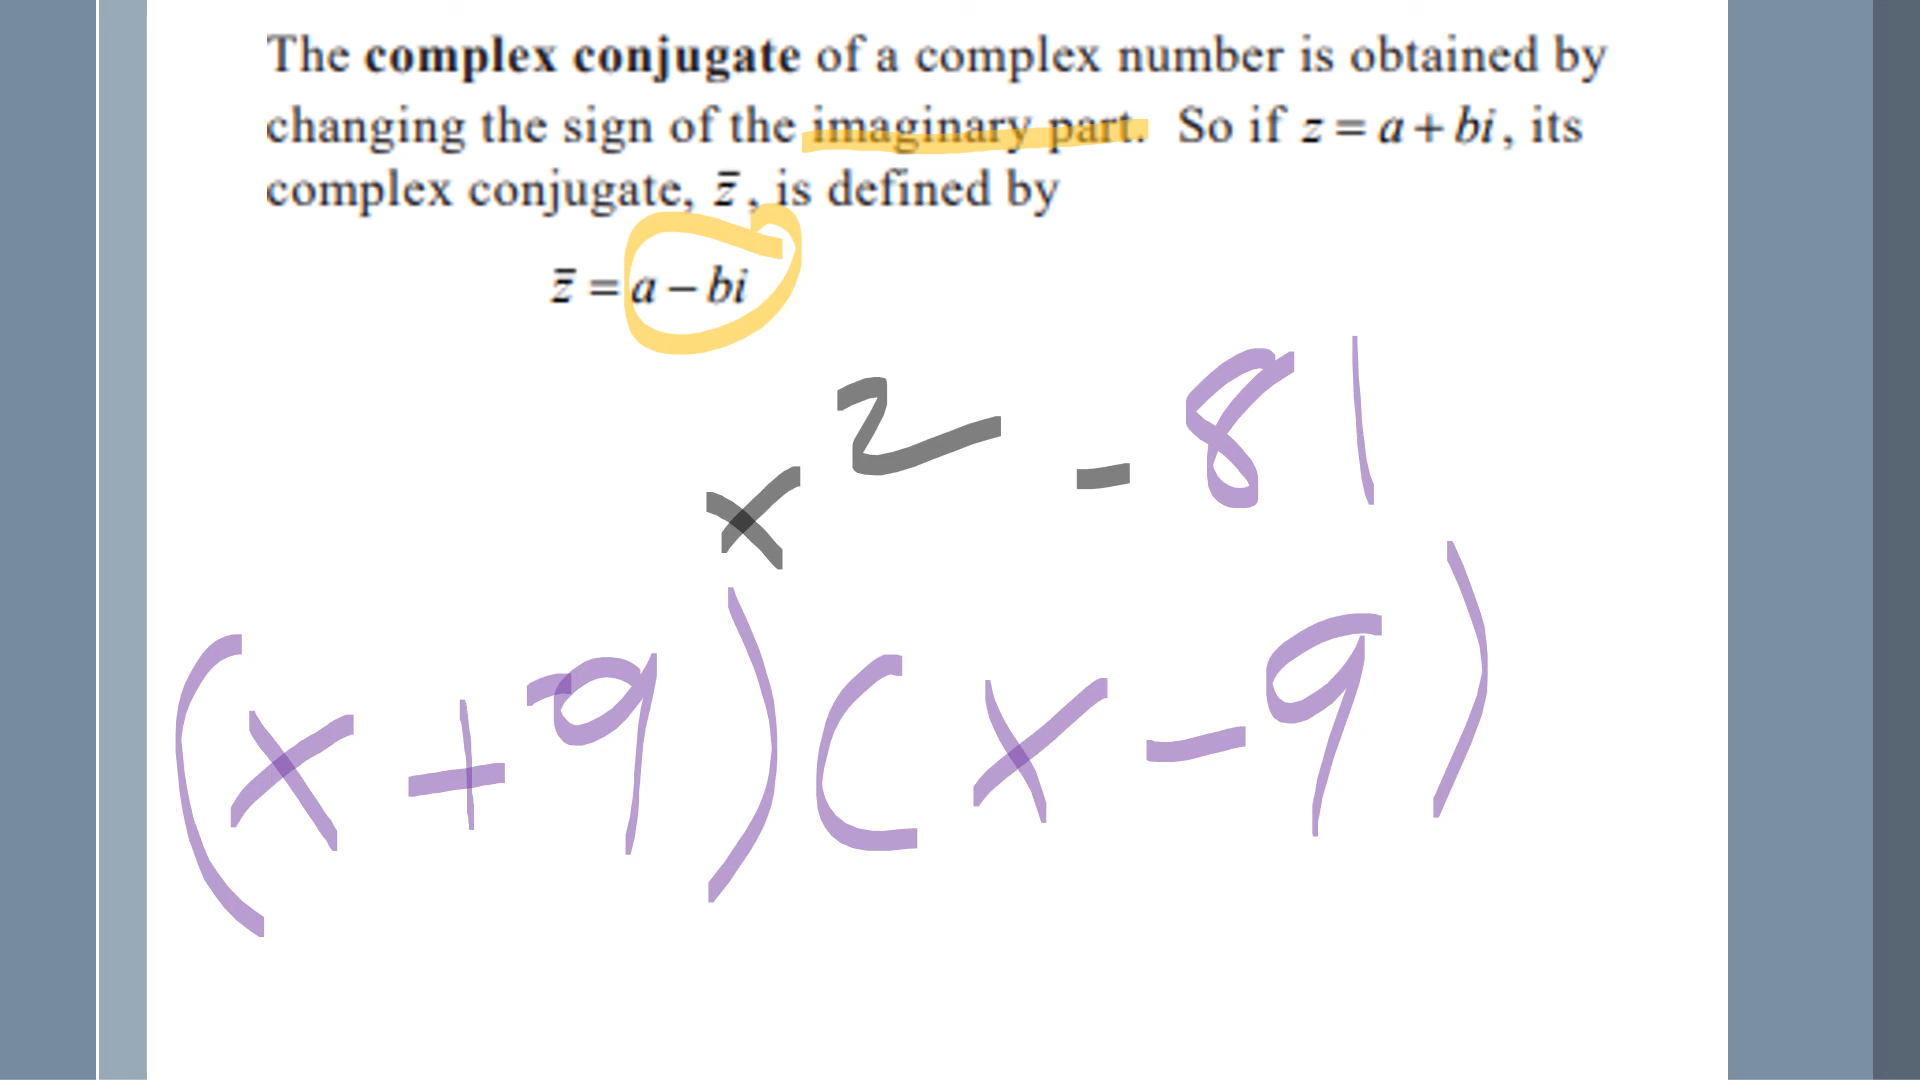 The complex conjugate of a complex number is obtained by
changing the sign of the imaginary part. So if z = a + bi, its
complex conjugate, z̄, is defined by
z̄ = a − bi
x² - 81
(x+9)(x-9)